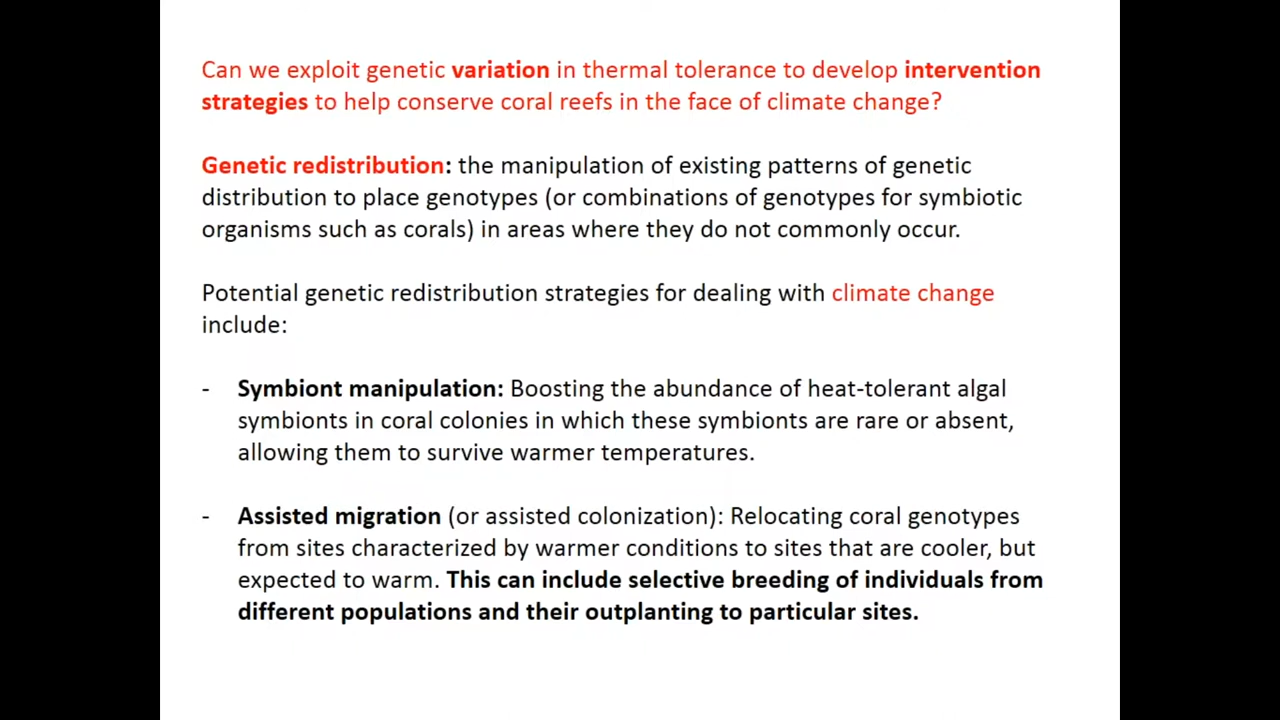 Can we exploit genetic variation in thermal tolerance to develop intervention
strategies to help conserve coral reefs in the face of climate change?
Genetic redistribution: the manipulation of existing patterns of genetic
distribution to place genotypes (or combinations of genotypes for symbiotic
organisms such as corals) in areas where they do not commonly occur.
Potential genetic redistribution strategies for dealing with climate change
include:
- Symbiont manipulation: Boosting the abundance of heat-tolerant algal
symbionts in coral colonies in which these symbionts are rare or absent,
allowing them to survive warmer temperatures.
- Assisted migration (or assisted colonization): Relocating coral genotypes
from sites characterized by warmer conditions to sites that are cooler, but
expected to warm. This can include selective breeding of individuals from
different populations and their outplanting to particular sites.